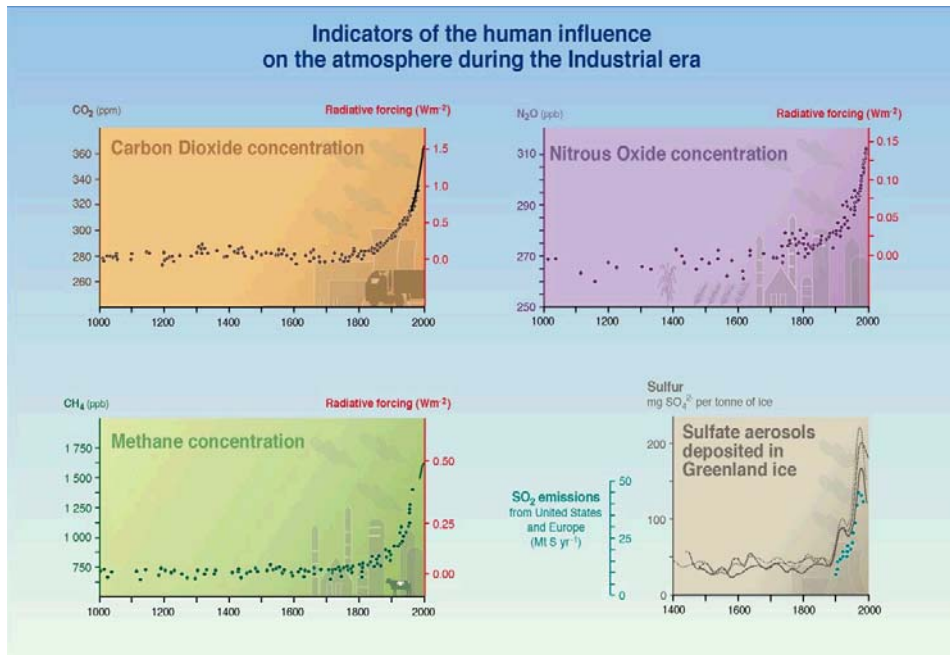 Indicators of the human influence
on the atmosphere during the Industrial era
CO₂ (ppm)
Radiative forcing (Wm⁻²)
Carbon Dioxide concentration
360
340
320
300
280
260
1.5
1.0
0.5
0.0
1000 1200 1400 1600 1800 2000
N₂O (ppb)
Radiative forcing (Wm⁻²)
Nitrous Oxide concentration
310
290
270
250
0.15
0.10
0.05
0.00
1000 1200 1400 1600 1800 2000
CH₄ (ppb)
Radiative forcing (Wm⁻²)
Methane concentration
1 750
1 500
1 250
1 000
750
0.50
0.25
0.00
1000 1200 1400 1600 1800 2000
Sulfur
mg SO₄²⁻ per tonne of ice
Sulfate aerosols
deposited in
Greenland ice
200
100
0
SO₂ emissions
from United States
and Europe
(Mt S yr⁻¹)
50
25
0
1400 1600 1800 2000